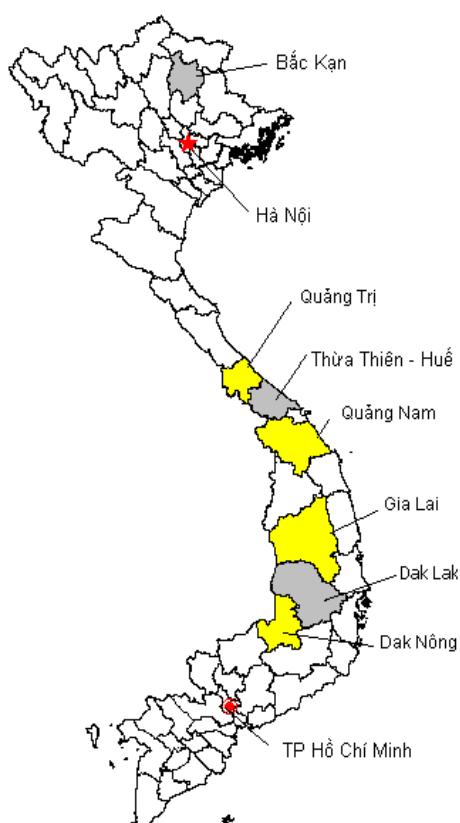 Bắc Kạn
Hà Nội
Quảng Trị
Thừa Thiên - Huế
Quảng Nam
Gia Lai
Dak Lak
Dak Nông
TP Hồ Chí Minh